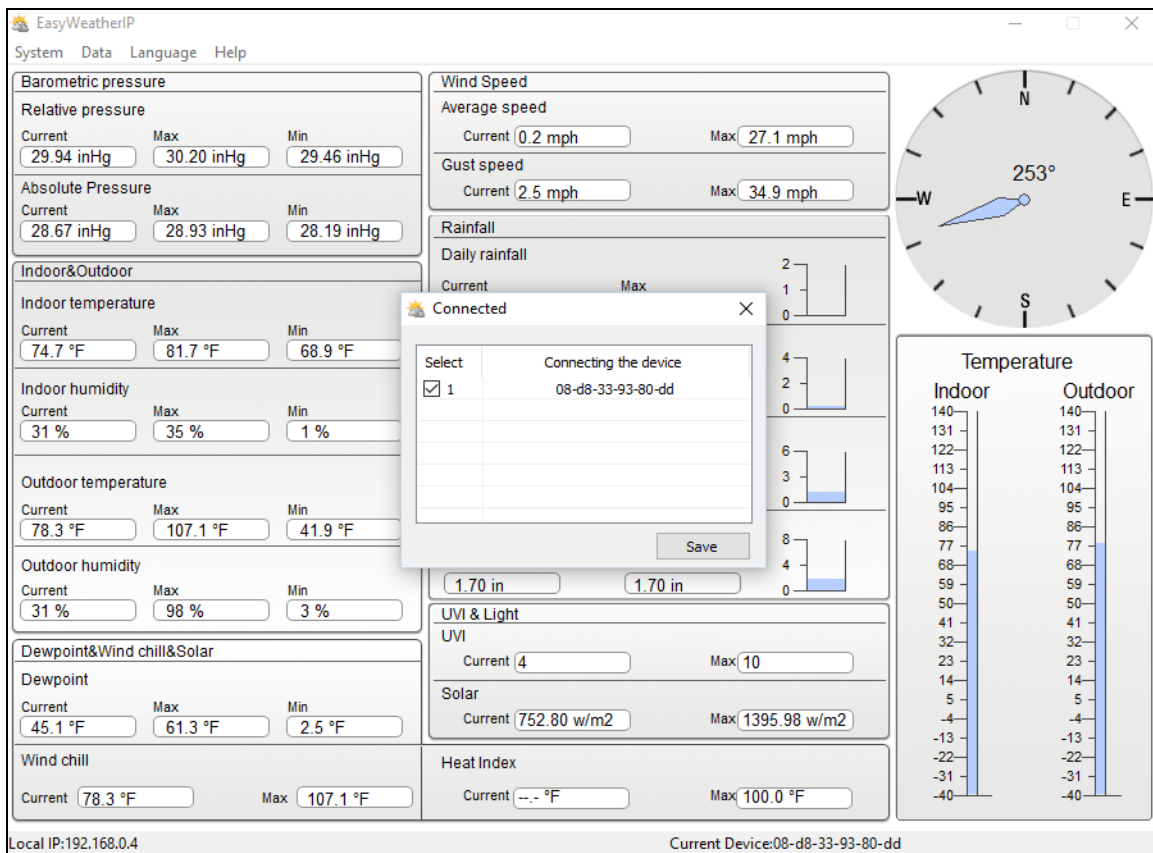 EasyWeatherIP
System Data Language Help
Barometric pressure
Relative pressure
Current Max Min
29.94 inHg 30.20 inHg 29.46 inHg
Absolute Pressure
Current Max Min
28.67 inHg 28.93 inHg 28.19 inHg
Indoor&Outdoor
Indoor temperature
Current Max Min
74.7 °F 81.7 °F 68.9 °F
Indoor humidity
Current Max Min
31 % 35 % 1 %
Outdoor temperature
Current Max Min
78.3 °F 107.1 °F 41.9 °F
Outdoor humidity
Current Max Min
31 % 98 % 3 %
Dewpoint&Wind chill&Solar
Dewpoint
Current Max Min
45.1 °F 61.3 °F 2.5 °F
Wind chill
Current 78.3 °F Max 107.1 °F
Wind Speed
Average speed
Current 0.2 mph Max 27.1 mph
Gust speed
Current 2.5 mph Max 34.9 mph
Rainfall
Daily rainfall
Current Max
2
1
0
4
2
0
6
3
0
8
4
0
1.70 in 1.70 in
Connected
Select Connecting the device
1 08-d8-33-93-80-dd
Save
UVI & Light
UVI
Current 4 Max 10
Solar
Current 752.80 w/m2 Max 1395.98 w/m2
Heat Index
Current --.- °F Max 100.0 °F
N
253°
W E
S
Temperature
Indoor Outdoor
140 140
131 131
122 122
113 113
104 104
95 95
86 86
77 77
68 68
59 59
50 50
41 41
32 32
23 23
14 14
5 5
-4 -4
-13 -13
-22 -22
-31 -31
-40 -40
Local IP:192.168.0.4 Current Device:08-d8-33-93-80-dd